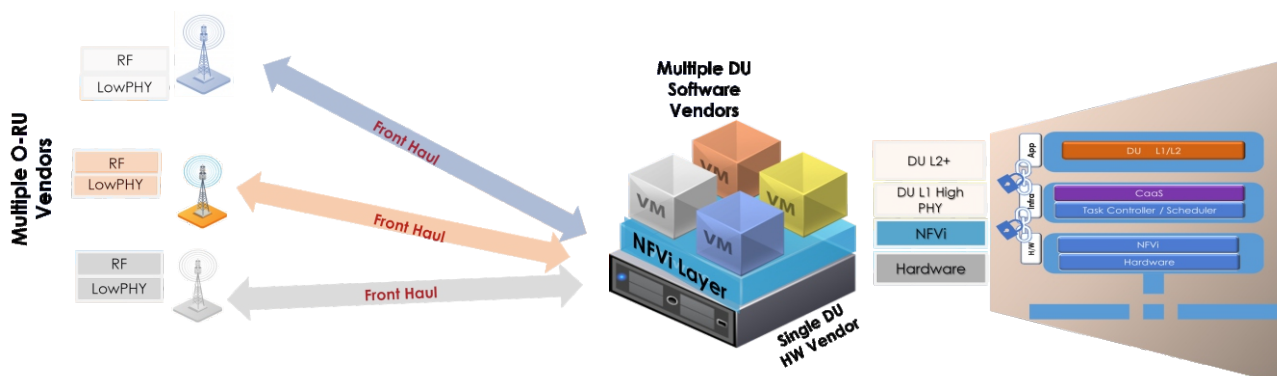 Multiple O-RU
Vendors
RF
LowPHY
RF
LowPHY
RF
LowPHY
Front Haul
Front Haul
Front Haul
Multiple DU
Software
Vendors
VM
VM
VM
VM
NFVi Layer
Single DU
HW Vendor
DU L2+
DU L1 High
PHY
NFVi
Hardware
App
DU L1/L2
Infra
CaaS
Task Controller / Scheduler
H/W
NFVi
Hardware